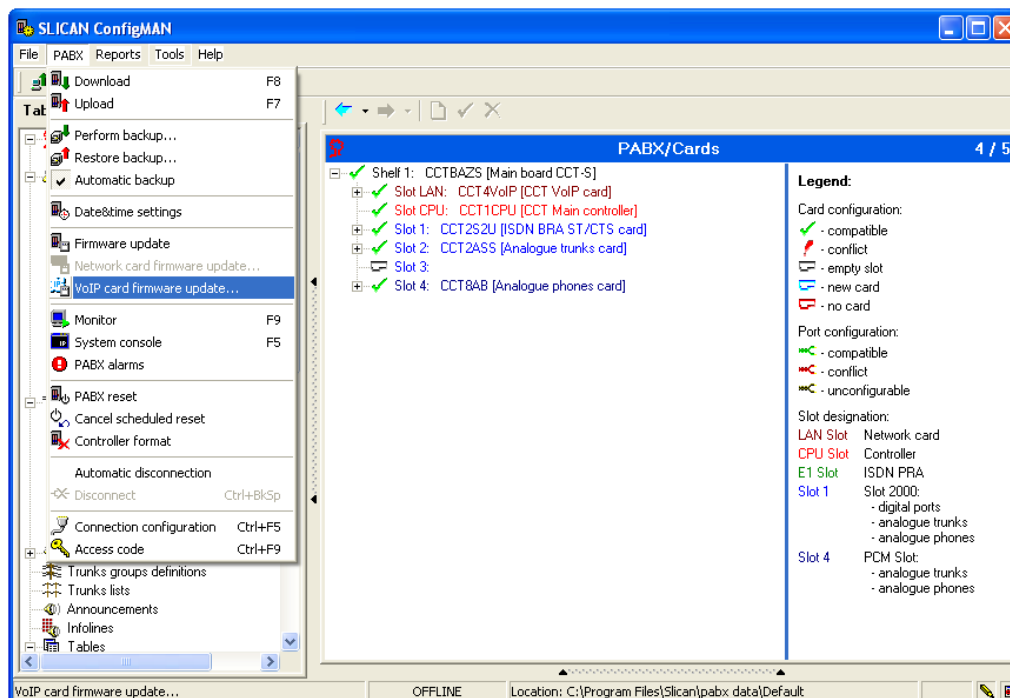 SLICAN ConfigMAN
File PABX Reports Tools Help
Download F8
Upload F7
Perform backup...
Restore backup...
Automatic backup
Date&time settings
Firmware update
Network card firmware update...
VoIP card firmware update...
Monitor F9
System console F5
PABX alarms
PABX reset
Cancel scheduled reset
Controller format
Automatic disconnection
Disconnect Ctrl+BkSp
Connection configuration Ctrl+F5
Access code Ctrl+F9
Trunks groups definitions
Trunks lists
Announcements
Infolines
Tables
PABX/Cards 4 / 5
Shelf 1: CCTBAZS [Main board CCT-S]
Slot LAN: CCT4VoIP [CCT VoIP card]
Slot CPU: CCT1CPU [CCT Main controller]
Slot 1: CCT2S2U [ISDN BRA ST/CTS card]
Slot 2: CCT2ASS [Analogue trunks card]
Slot 3:
Slot 4: CCT8AB [Analogue phones card]
Legend:
Card configuration:
- compatible
- conflict
- empty slot
- new card
- no card
Port configuration:
- compatible
- conflict
- unconfigurable
Slot designation:
LAN Slot Network card
CPU Slot Controller
E1 Slot ISDN PRA
Slot 1 Slot 2000:
- digital ports
- analogue trunks
- analogue phones
Slot 4 PCM Slot:
- analogue trunks
- analogue phones
VoIP card firmware update... OFFLINE Location: C:\Program Files\Slican\pabx data\Default